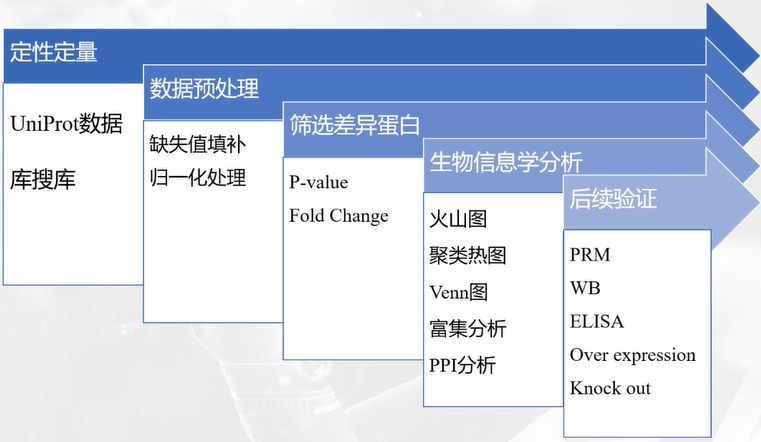 定性定量
UniProt数据
库搜库
数据预处理
缺失值填补
归一化处理
筛选差异蛋白
P-value
Fold Change
生物信息学分析
火山图
聚类热图
Venn图
富集分析
PPI分析
后续验证
PRM
WB
ELISA
Over expression
Knock out